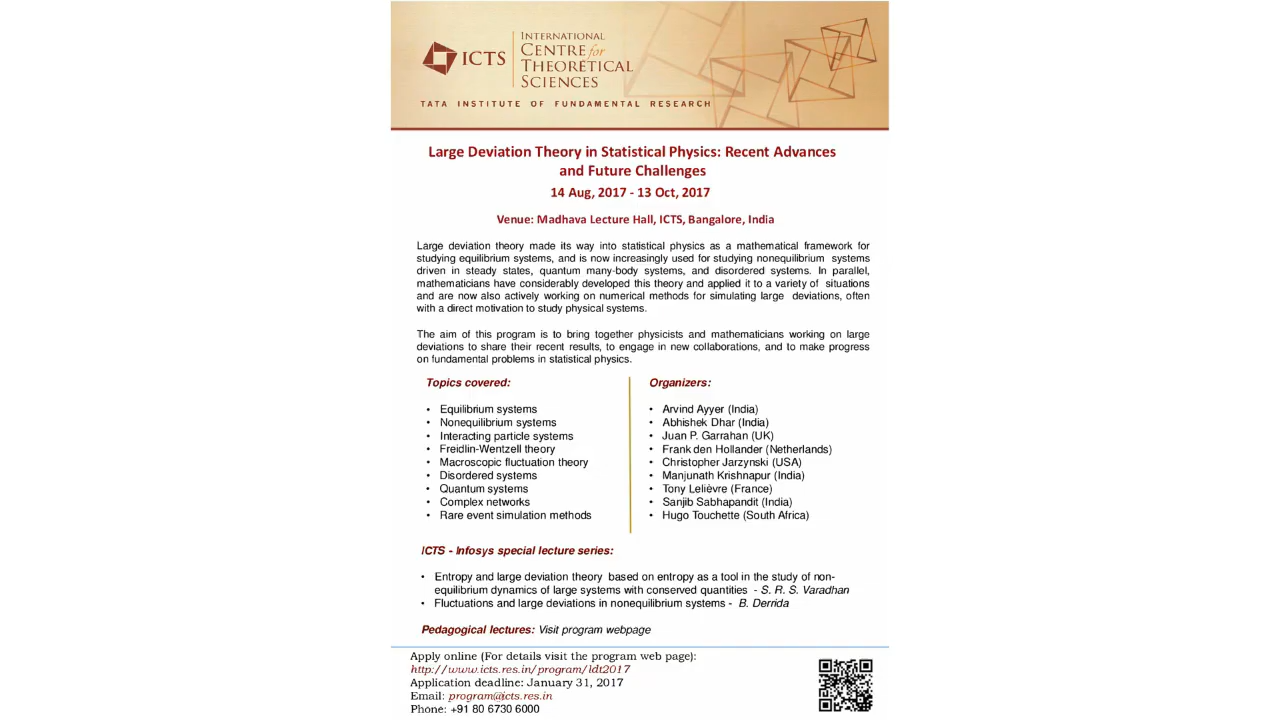 ICTS
INTERNATIONAL
CENTRE for
THEORETICAL
SCIENCES
TATA INSTITUTE OF FUNDAMENTAL RESEARCH
Large Deviation Theory in Statistical Physics: Recent Advances
and Future Challenges
14 Aug, 2017 - 13 Oct, 2017
Venue: Madhava Lecture Hall, ICTS, Bangalore, India
Large deviation theory made its way into statistical physics as a mathematical framework for
studying equilibrium systems, and is now increasingly used for studying nonequilibrium systems
driven in steady states, quantum many-body systems, and disordered systems. In parallel,
mathematicians have considerably developed this theory and applied it to a variety of situations
and are now also actively working on numerical methods for simulating large deviations, often
with a direct motivation to study physical systems.
The aim of this program is to bring together physicists and mathematicians working on large
deviations to share their recent results, to engage in new collaborations, and to make progress
on fundamental problems in statistical physics.
Topics covered:
• Equilibrium systems
• Nonequilibrium systems
• Interacting particle systems
• Freidlin-Wentzell theory
• Macroscopic fluctuation theory
• Disordered systems
• Quantum systems
• Complex networks
• Rare event simulation methods
Organizers:
• Arvind Ayyer (India)
• Abhishek Dhar (India)
• Juan P. Garrahan (UK)
• Frank den Hollander (Netherlands)
• Christopher Jarzynski (USA)
• Manjunath Krishnapur (India)
• Tony Lelièvre (France)
• Sanjib Sabhapandit (India)
• Hugo Touchette (South Africa)
ICTS - Infosys special lecture series:
• Entropy and large deviation theory based on entropy as a tool in the study of non-
equilibrium dynamics of large systems with conserved quantities - S. R. S. Varadhan
• Fluctuations and large deviations in nonequilibrium systems - B. Derrida
Pedagogical lectures: Visit program webpage
Apply online (For details visit the program web page):
http://www.icts.res.in/program/ldt2017
Application deadline: January 31, 2017
Email: program@icts.res.in
Phone: +91 80 6730 6000